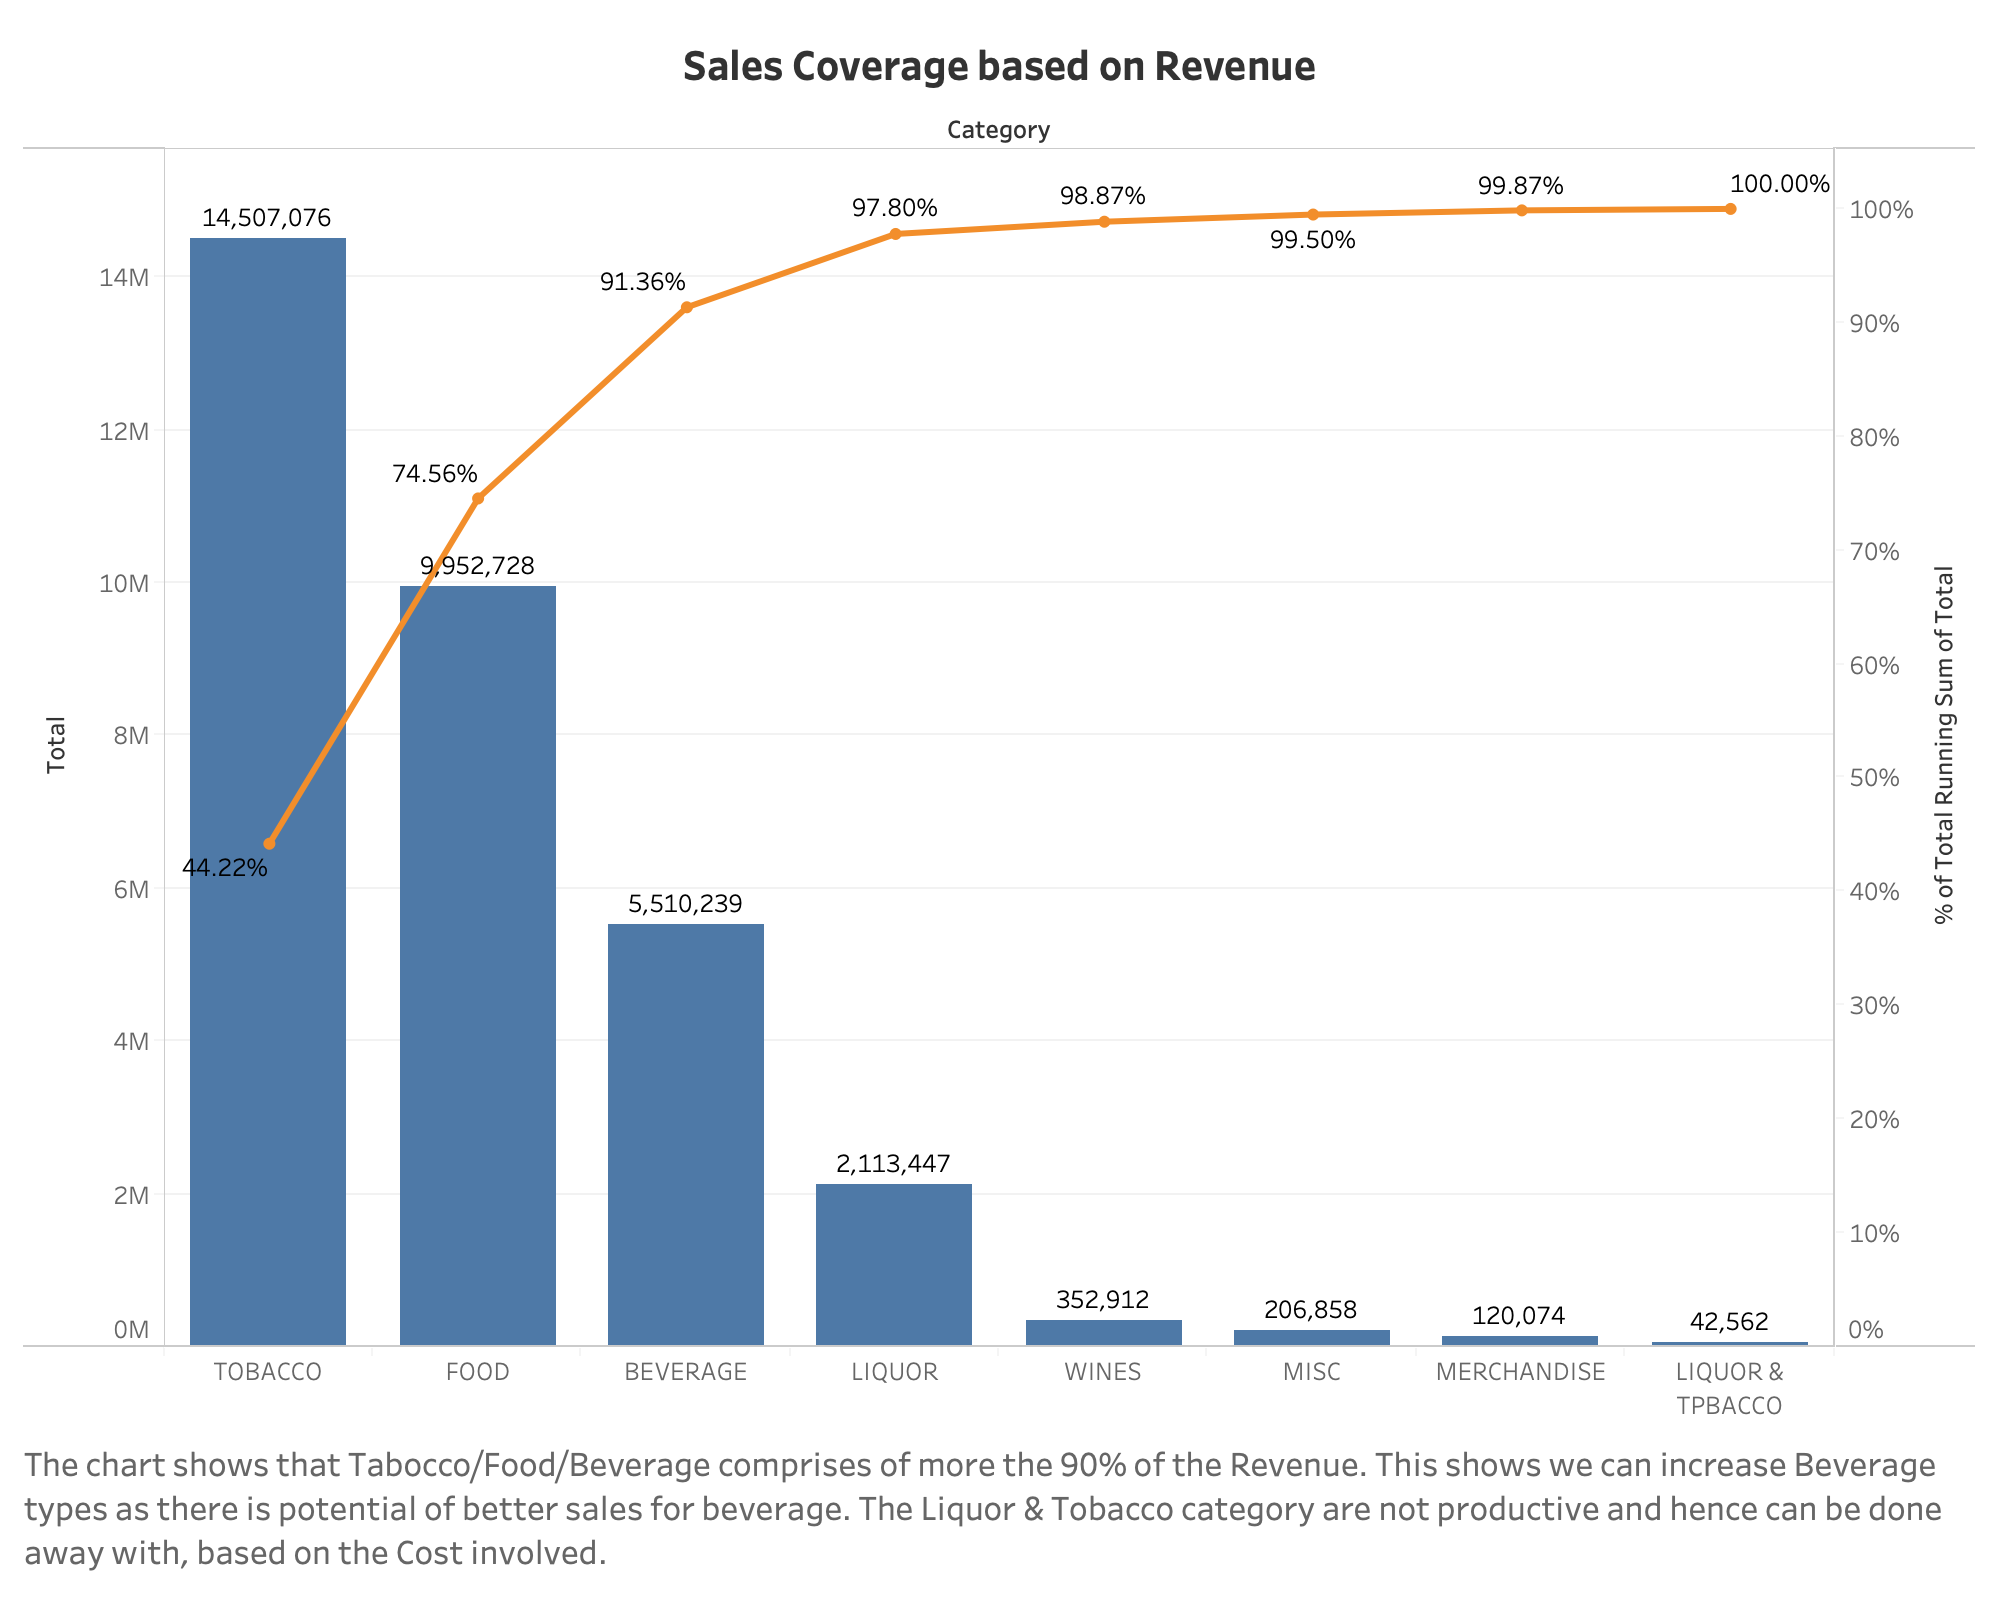 Sales Coverage based on Revenue
Category
14,507,076
9,952,728
5,510,239
2,113,447
352,912
206,858
120,074
42,562
44.22%
74.56%
91.36%
97.80%
98.87%
99.50%
99.87%
100.00%
Total
14M
12M
10M
8M
6M
4M
2M
0M
% of Total Running Sum of Total
100%
90%
80%
70%
60%
50%
40%
30%
20%
10%
0%
TOBACCO
FOOD
BEVERAGE
LIQUOR
WINES
MISC
MERCHANDISE
LIQUOR &
TPBACCO
The chart shows that Tabocco/Food/Beverage comprises of more the 90% of the Revenue. This shows we can increase Beverage
types as there is potential of better sales for beverage. The Liquor & Tobacco category are not productive and hence can be done
away with, based on the Cost involved.